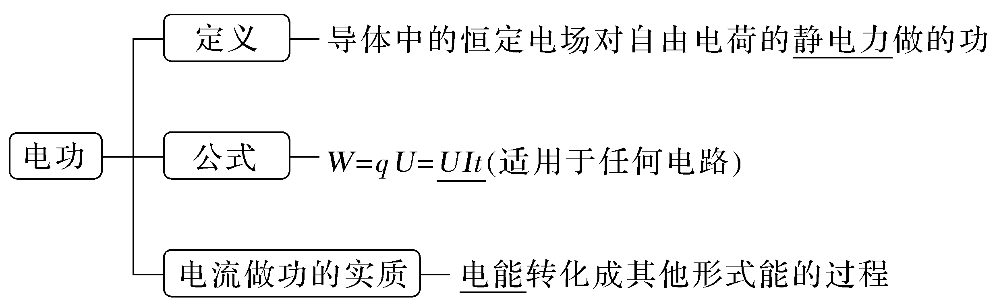 定义 导体中的恒定电场对自由电荷的静电力做的功
电功 公式 W=qU=UIt(适用于任何电路)
电流做功的实质 电能转化成其他形式能的过程